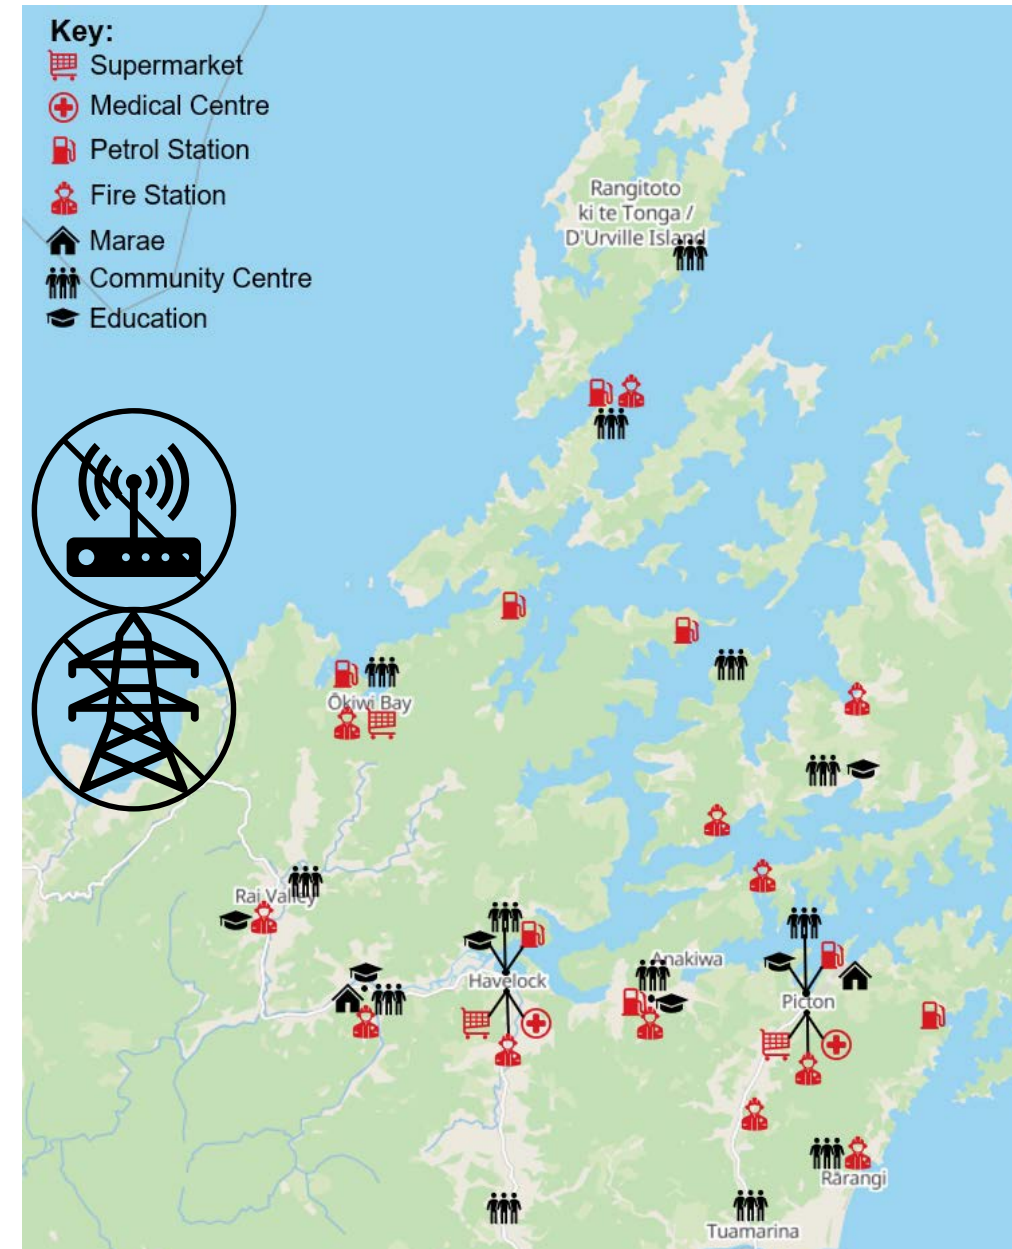 Key:
Supermarket
Medical Centre
Petrol Station
Fire Station
Marae
Community Centre
Education
Rangitoto
ki te Tonga /
D'Urville Island
Ōkiwi Bay
Rai Valley
Havelock
Anakiwa
Picton
Rārangi
Tuamarina